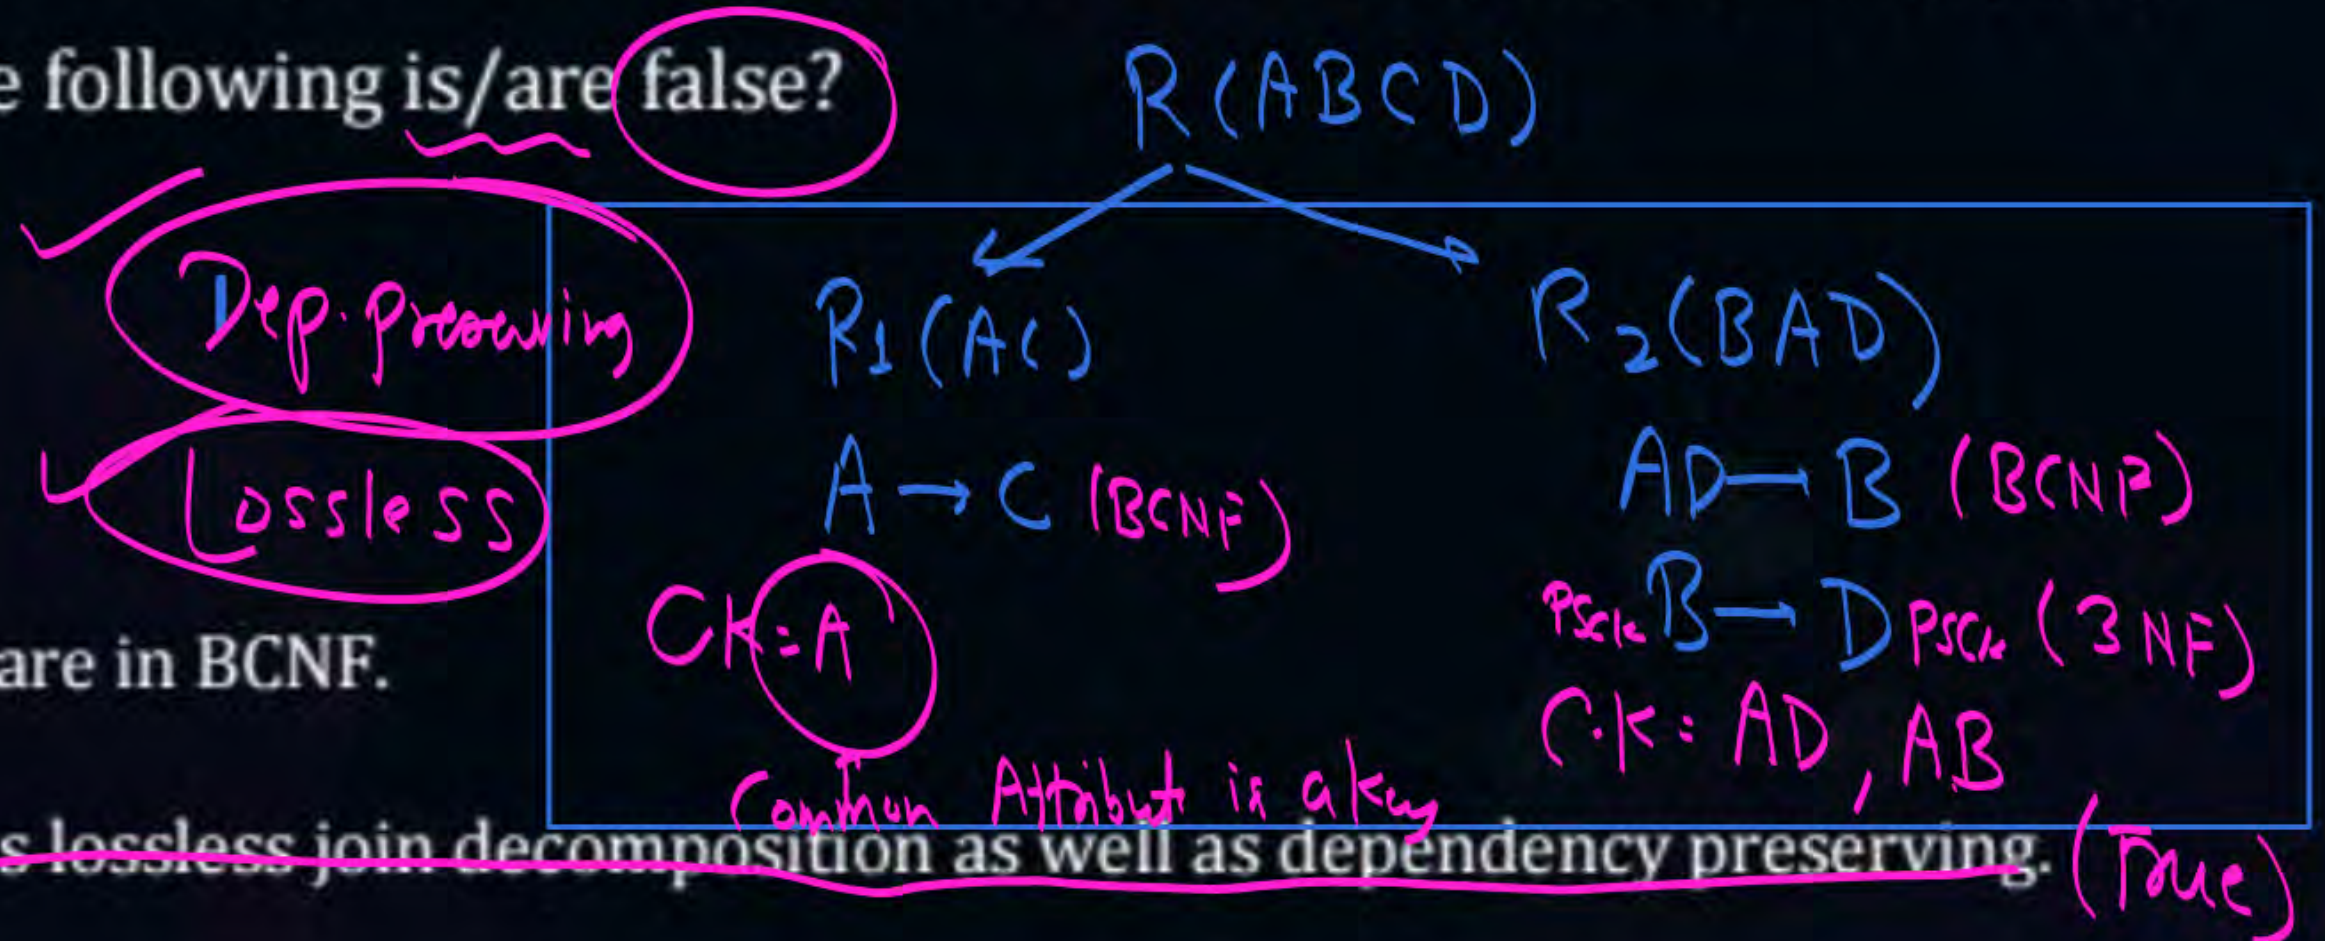 e following is/are false?
R(ABCD)
Dep. preserving
R1(AC)
R2(BAD)
Lossless
A → C (BCNF)
AD → B (BCNF)
CK = A
PSCK B → D PSCK (3NF)
are in BCNF.
C.K = AD, AB
Common Attribute is a key
s lossless join decomposition as well as dependency preserving. (True)